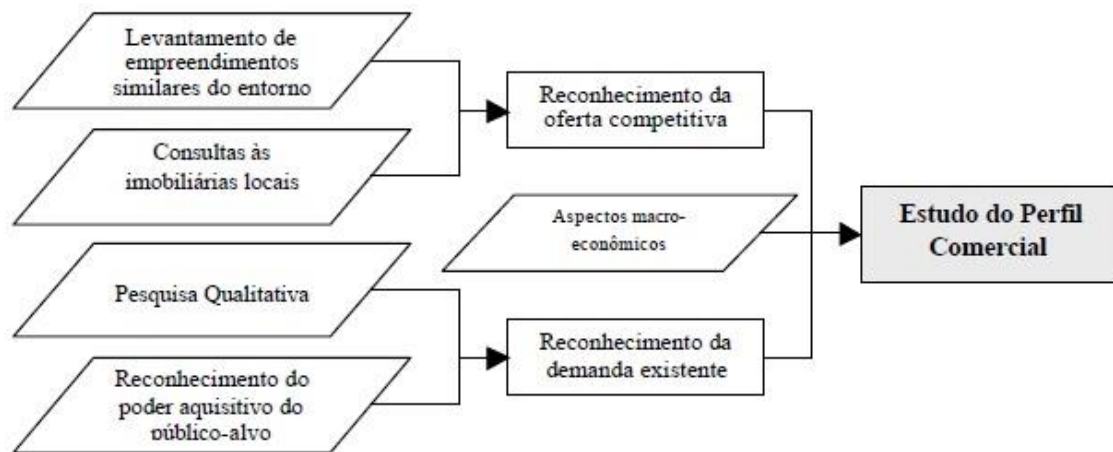 Levantamento de
empreendimentos
similares do entorno
Consultas às
imobiliárias locais
Reconhecimento da
oferta competitiva
Aspectos macro-
econômicos
Estudo do Perfil
Comercial
Pesquisa Qualitativa
Reconhecimento do
poder aquisitivo do
público-alvo
Reconhecimento da
demanda existente